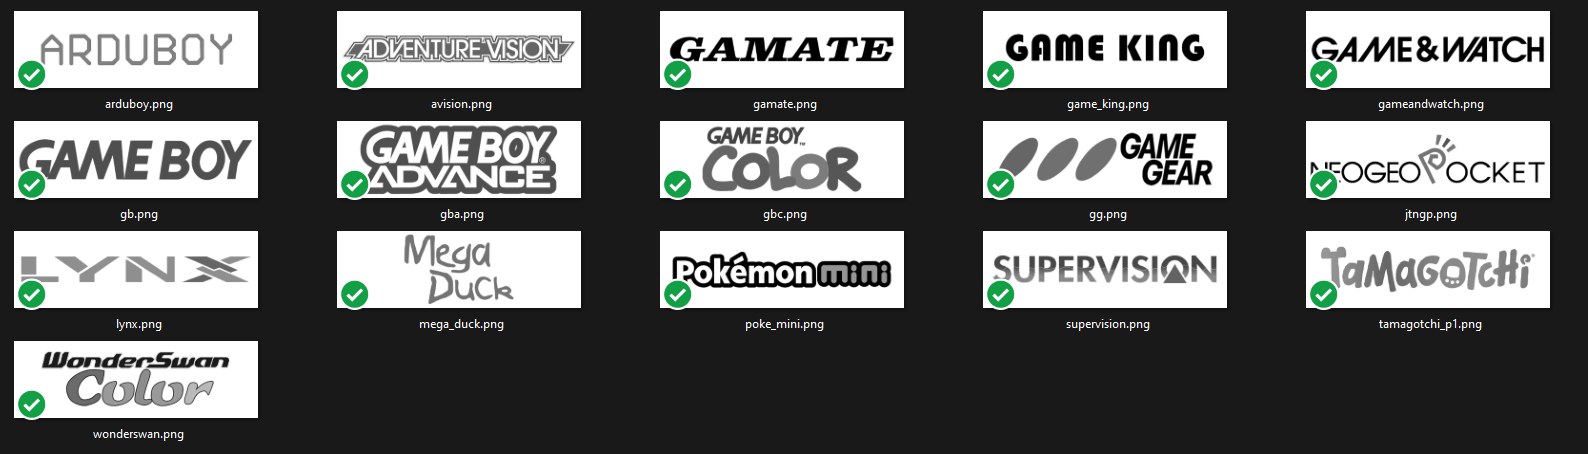 ARDUBOY
ADVENTURE VISION
GAMATE
GAME KING
GAME&WATCH
arduboy.png
avision.png
gamate.png
game_king.png
gameandwatch.png
GAME BOY
GAME BOY
ADVANCE
®
GAME BOY™
COLOR
GAME
GEAR
NEOGEO POCKET
gb.png
gba.png
gbc.png
gg.png
jtngp.png
LYNX
Mega
Duck
Pokémon mini
SUPERVISION
TaMaGoTCHi
lynx.png
mega_duck.png
poke_mini.png
supervision.png
tamagotchi_p1.png
WonderSwan
Color
wonderswan.png